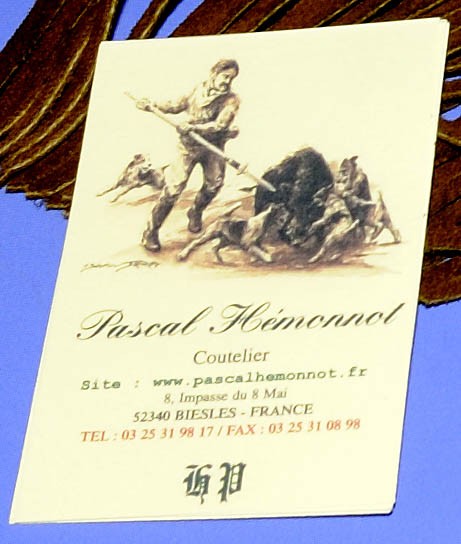 Pascal Hémonnot
Coutelier
Site : www.pascalhemonnot.fr
8, Impasse du 8 Mai
52340 BIESLES - FRANCE
TEL : 03 25 31 98 17 / FAX : 03 25 31 08 98
HP